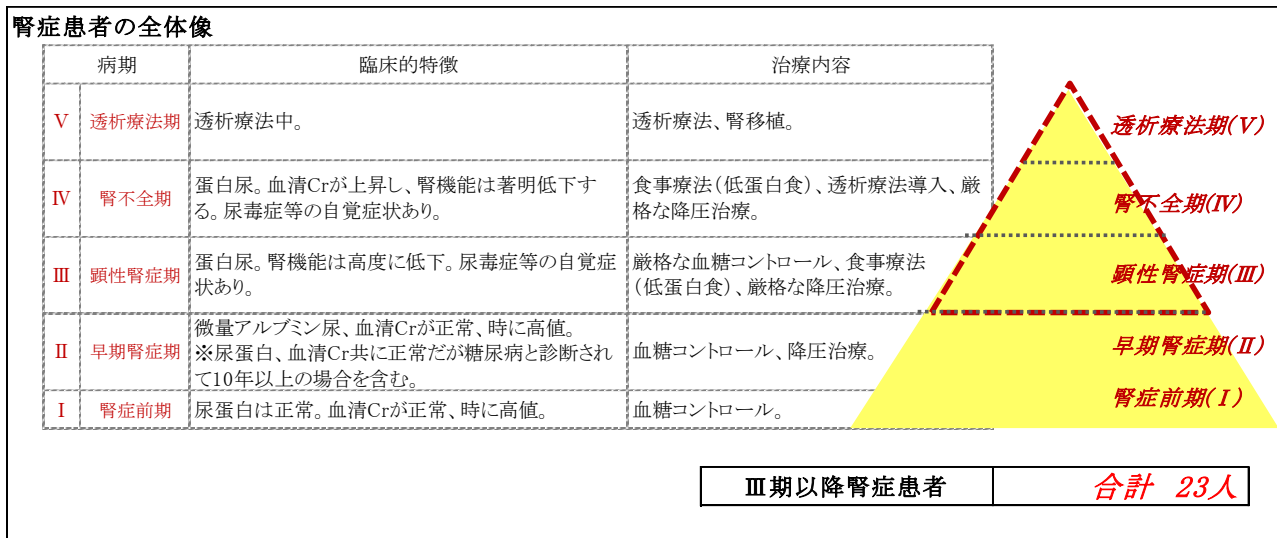 腎症患者の全体像
病期 臨床的特徴 治療内容
Ⅴ 透析療法期 透析療法中。 透析療法、腎移植。
Ⅳ 腎不全期 蛋白尿。血清Crが上昇し、腎機能は著明低下す
る。尿毒症等の自覚症状あり。 食事療法(低蛋白食)、透析療法導入、厳
格な降圧治療。
Ⅲ 顕性腎症期 蛋白尿。腎機能は高度に低下。尿毒症等の自覚症
状あり。 厳格な血糖コントロール、食事療法
(低蛋白食)、厳格な降圧治療。
Ⅱ 早期腎症期 微量アルブミン尿、血清Crが正常、時に高値。
※尿蛋白、血清Cr共に正常だが糖尿病と診断され
て10年以上の場合を含む。 血糖コントロール、降圧治療。
Ⅰ 腎症前期 尿蛋白は正常。血清Crが正常、時に高値。 血糖コントロール。
透析療法期(Ⅴ)
腎不全期(Ⅳ)
顕性腎症期(Ⅲ)
早期腎症期(Ⅱ)
腎症前期(Ⅰ)
Ⅲ期以降腎症患者 合計 23人